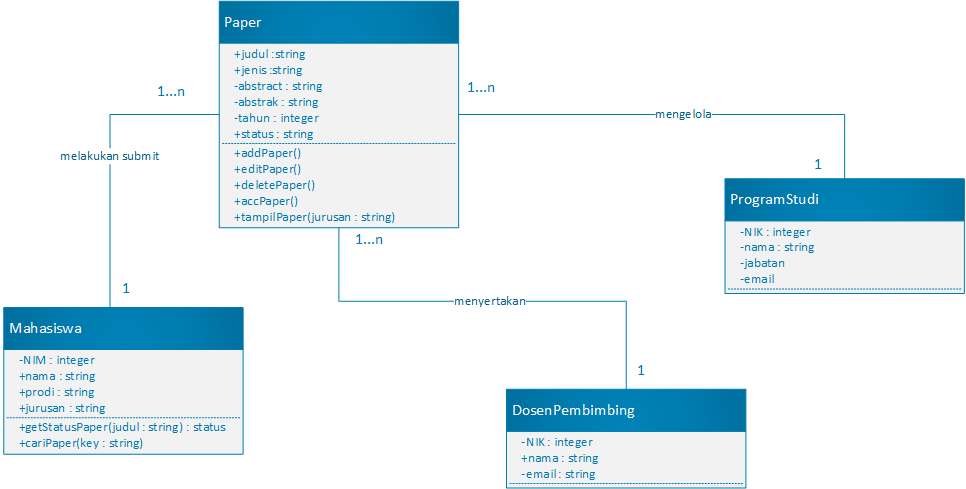 Paper
+judul :string
+jenis :string
-abstract : string
-abstrak : string
-tahun : integer
+status : string
+addPaper()
+editPaper()
+deletePaper()
+accPaper()
+tampilPaper(jurusan : string)
1...n
1...n
mengelola
melakukan submit
1
ProgramStudi
-NIK : integer
-nama : string
-jabatan
-email
1...n
1
menyertakan
Mahasiswa
-NIM : integer
+nama : string
+prodi : string
+jurusan : string
+getStatusPaper(judul : string) : status
+cariPaper(key : string)
1
DosenPembimbing
-NIK : integer
+nama : string
-email : string